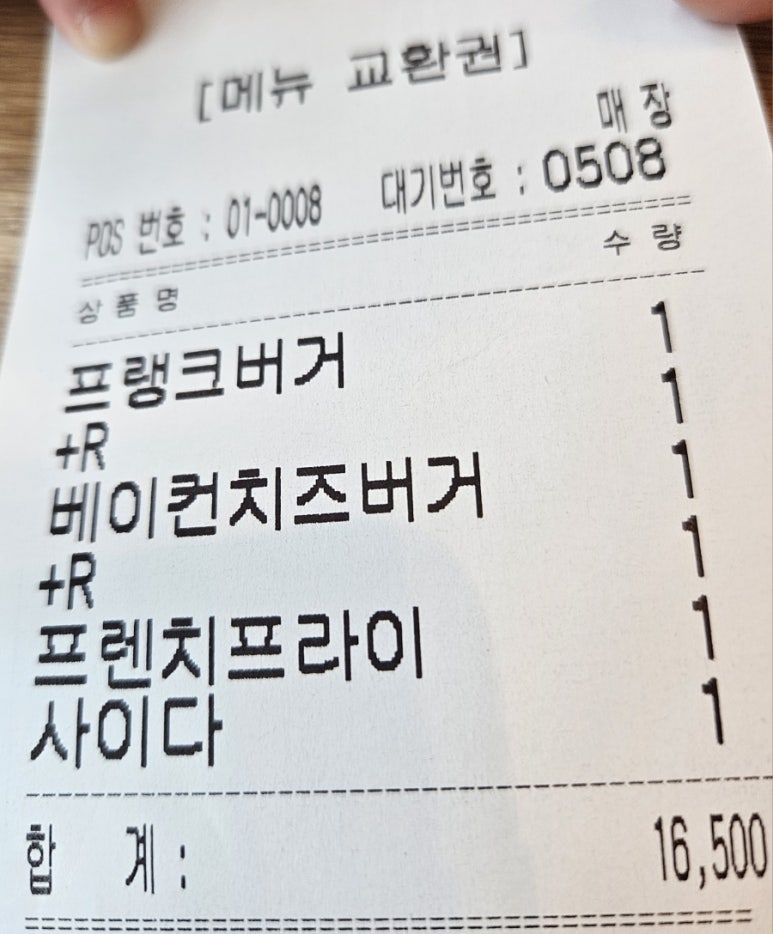 [메뉴 교환권]
매 장
POS 번호 : 01-0008 대기번호 : 0508
상 품 명 수 량
프랭크버거 1
+R 1
베이컨치즈버거 1
+R 1
프렌치프라이 1
사이다 1
합 계 : 16,500